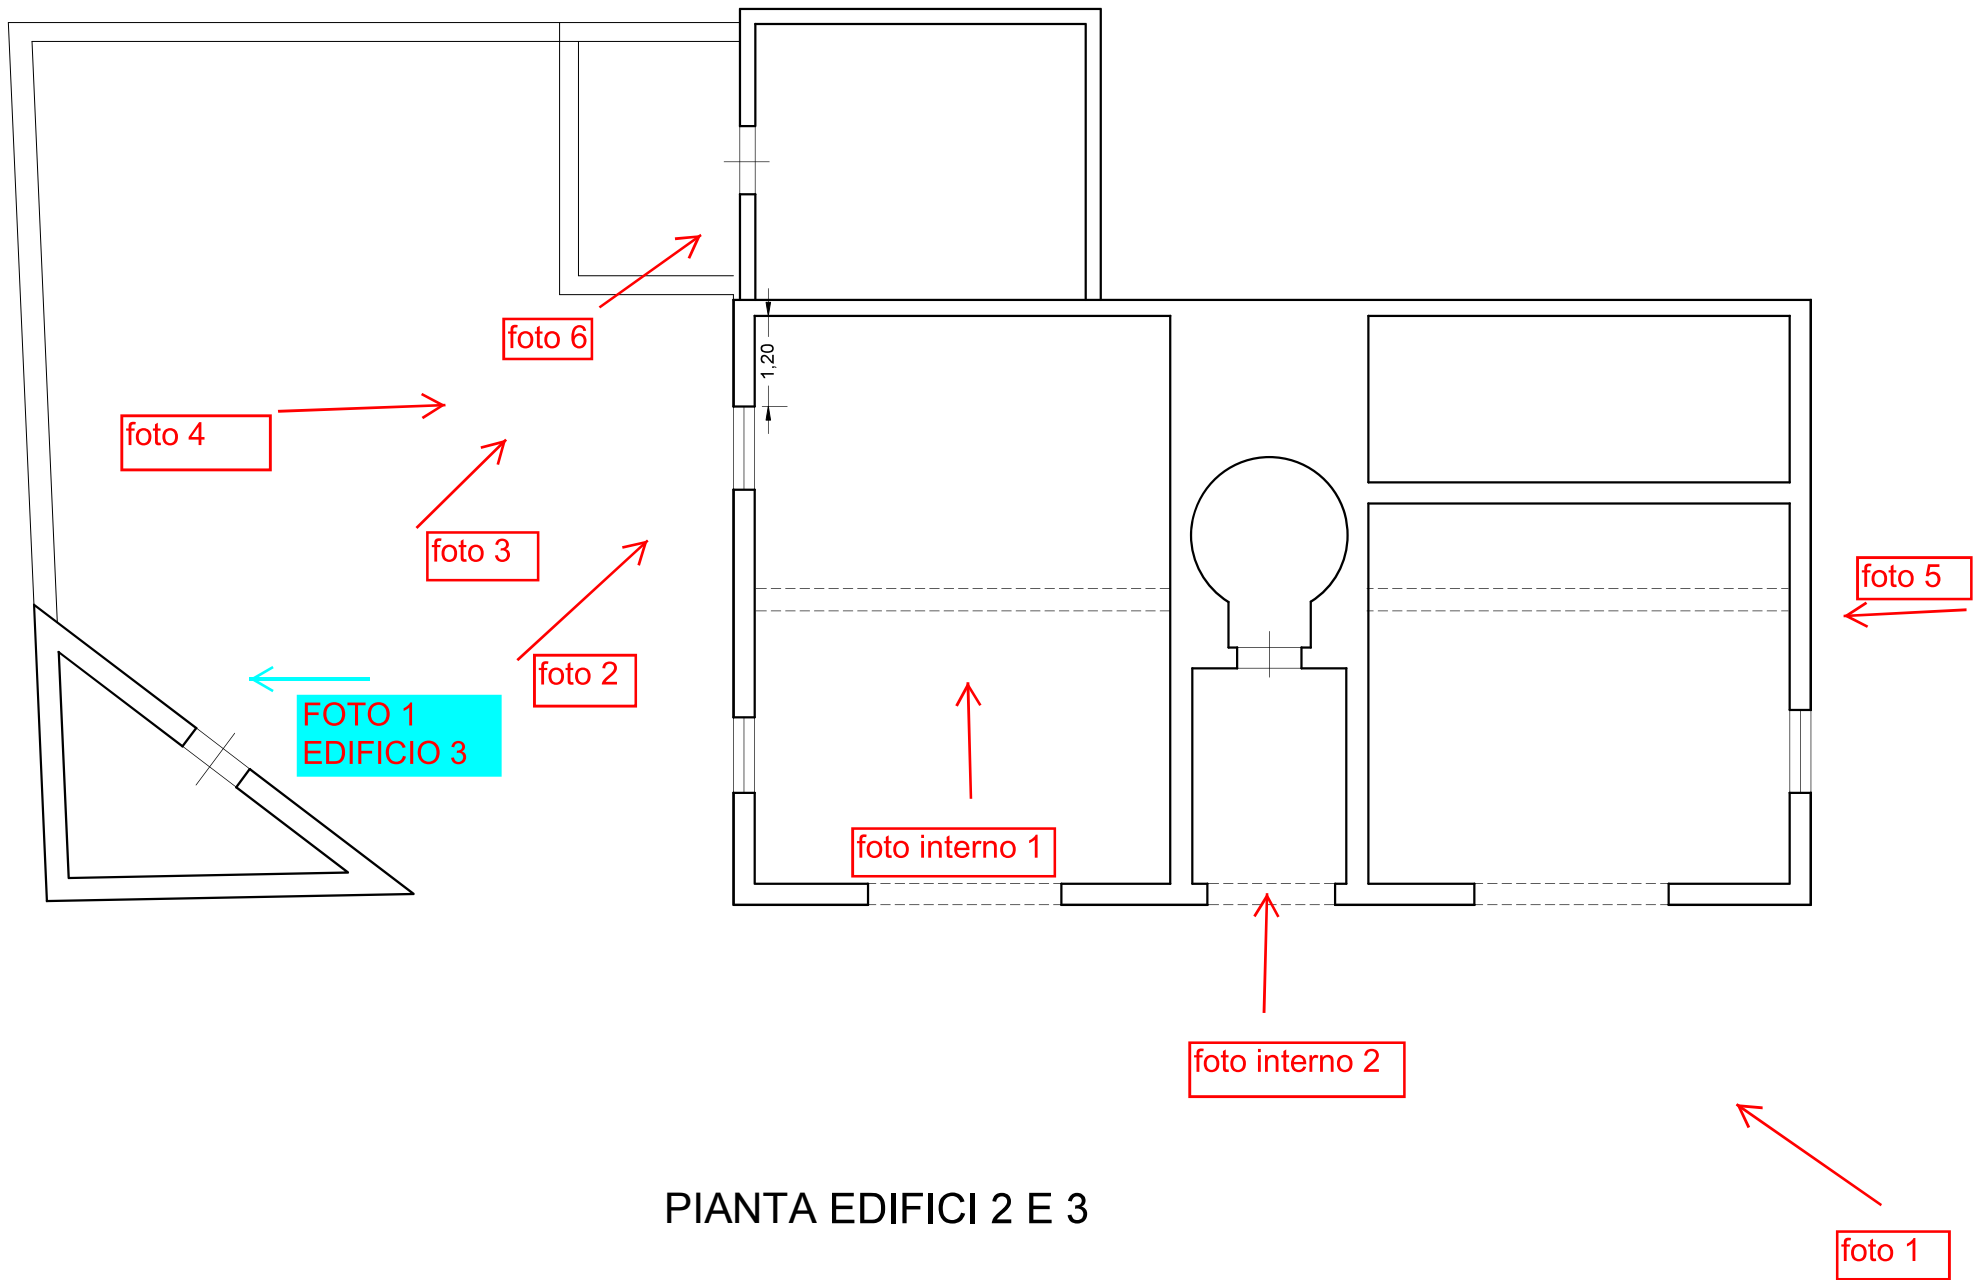 foto 6
1,20
foto 4
foto 3
foto 5
foto 2
FOTO 1
EDIFICIO 3
foto interno 1
foto interno 2
PIANTA EDIFICI 2 E 3
foto 1